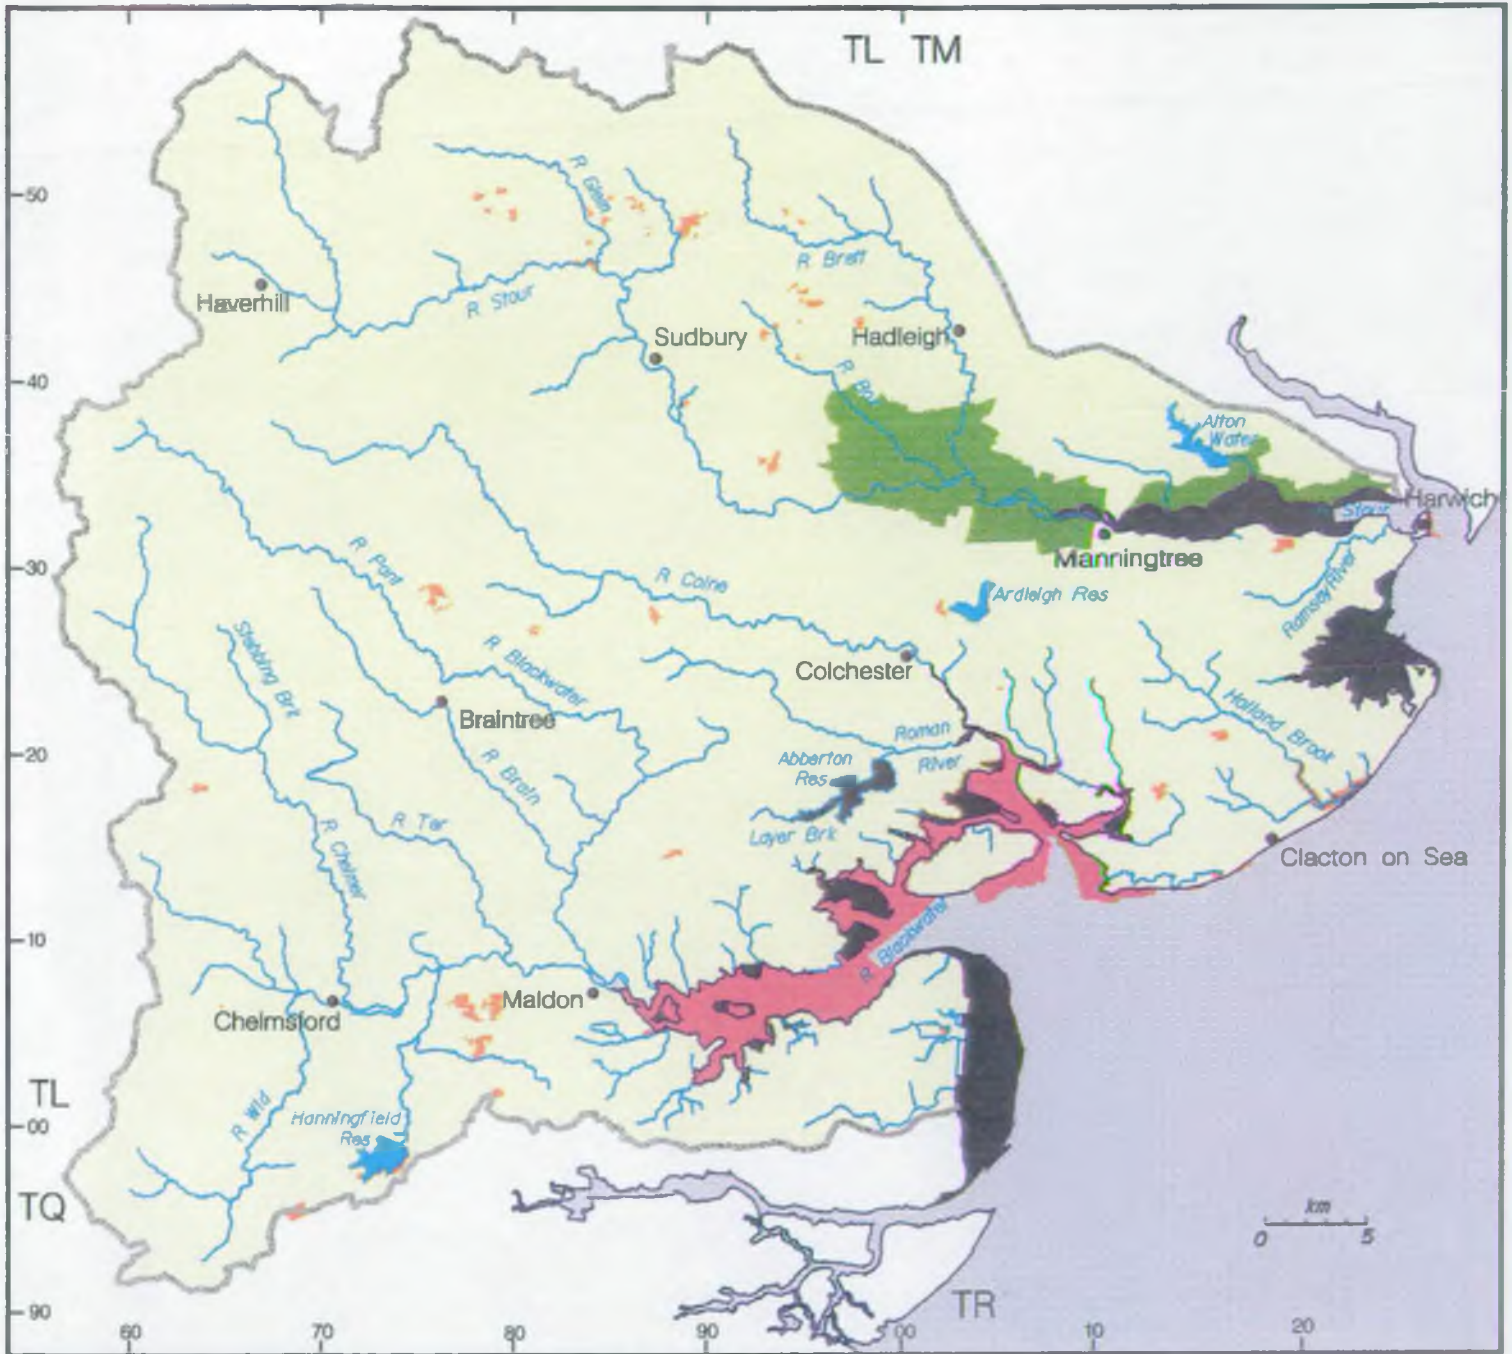 TL TM
50
R Glem
R Brett
Haverhill
R Stour
Sudbury
Hadleigh
40
R Box
Alton
Water
Harwich
R Stour
Manningtree
30
R Pant
R Colne
Ardleigh Res
Ramsey River
Stebbing Brk
R Blackwater
Colchester
Braintree
Holland Brook
20
Roman
River
Abberton
Res
R Brain
R Ter
Layer Brk
R Chelmer
Clacton on Sea
10
R Blackwater
Maldon
Chelmsford
TL
R Wid
Hanningfield
Res
00
TQ
km
0 5
TR
90
60 70 80 90 00 10 20